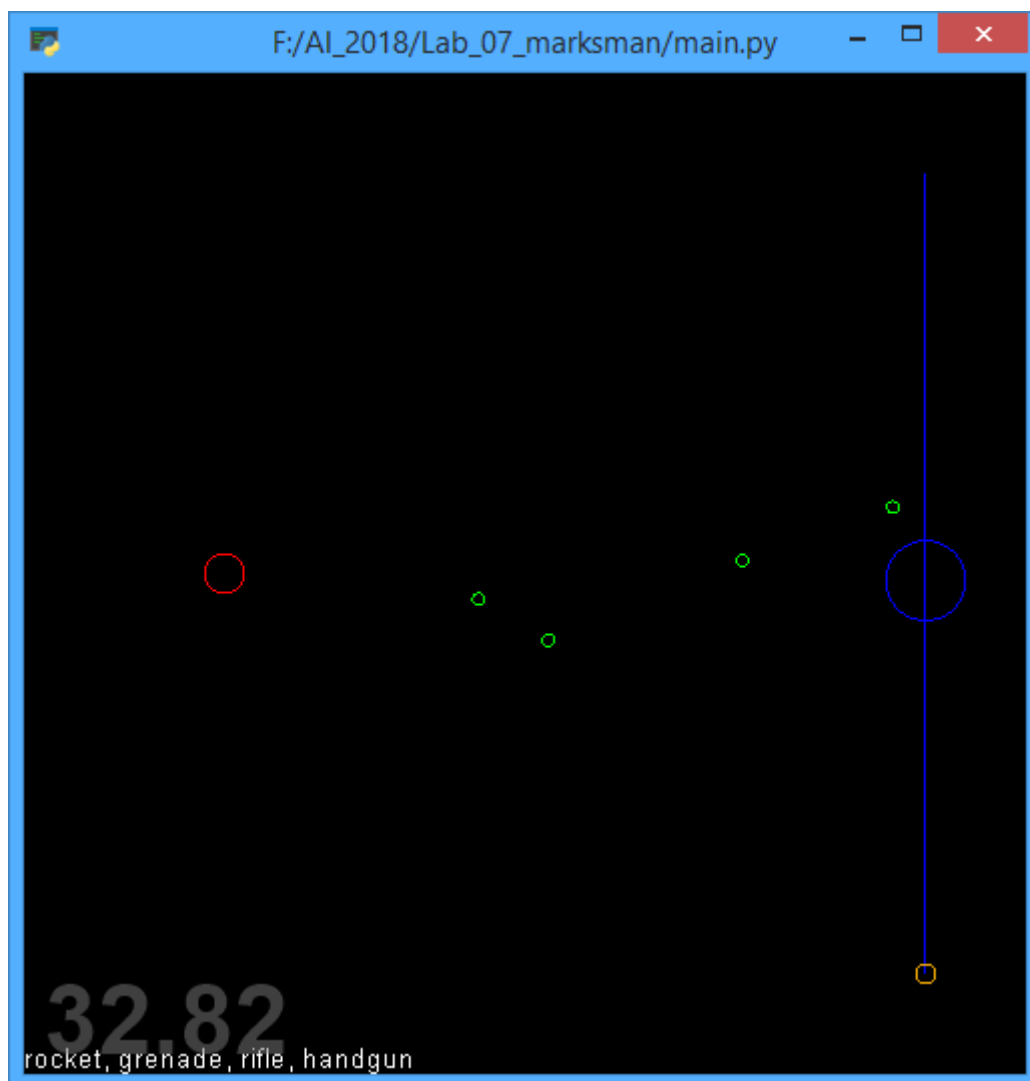 F:/AI_2018/Lab_07_marksman/main.py
32.82
rocket, grenade, rifle, handgun